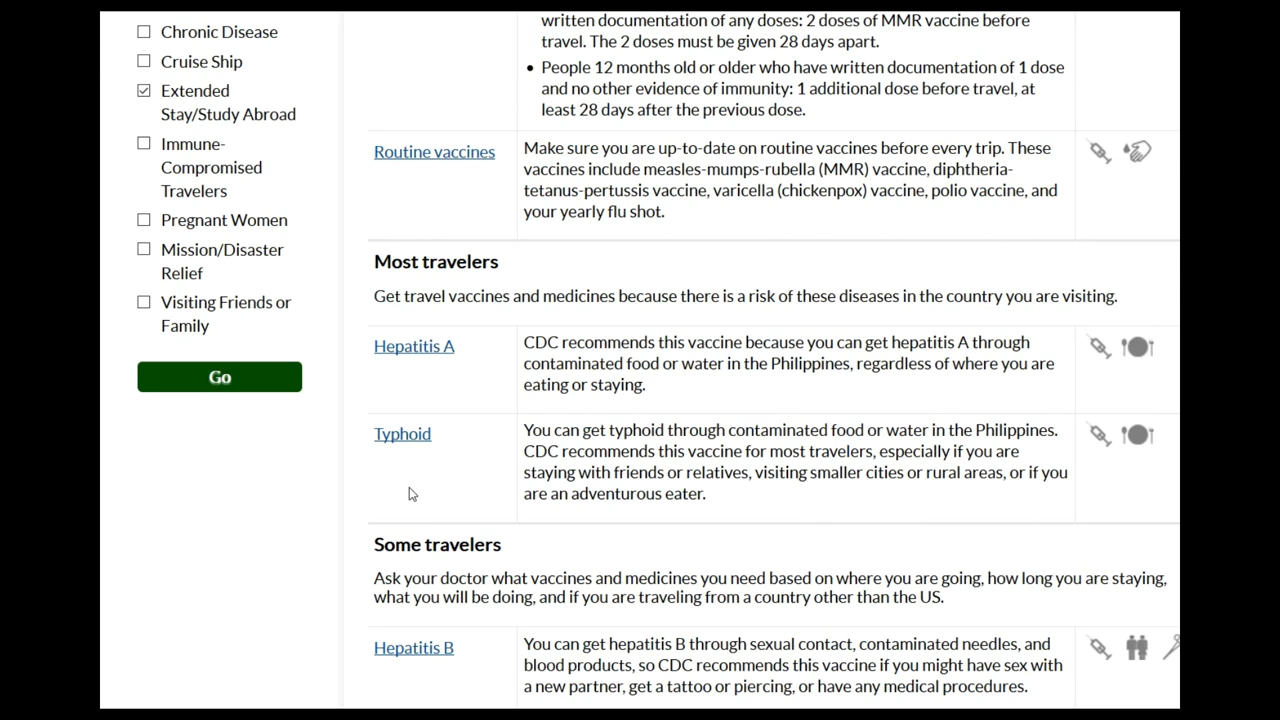 Chronic Disease
Cruise Ship
Extended
Stay/Study Abroad
Immune-
Compromised
Travelers
Pregnant Women
Mission/Disaster
Relief
Visiting Friends or
Family
Go
written documentation of any doses: 2 doses of MMR vaccine before
travel. The 2 doses must be given 28 days apart.
• People 12 months old or older who have written documentation of 1 dose
and no other evidence of immunity: 1 additional dose before travel, at
least 28 days after the previous dose.
Routine vaccines
Make sure you are up-to-date on routine vaccines before every trip. These
vaccines include measles-mumps-rubella (MMR) vaccine, diphtheria-
tetanus-pertussis vaccine, varicella (chickenpox) vaccine, polio vaccine, and
your yearly flu shot.
Most travelers
Get travel vaccines and medicines because there is a risk of these diseases in the country you are visiting.
Hepatitis A
CDC recommends this vaccine because you can get hepatitis A through
contaminated food or water in the Philippines, regardless of where you are
eating or staying.
Typhoid
You can get typhoid through contaminated food or water in the Philippines.
CDC recommends this vaccine for most travelers, especially if you are
staying with friends or relatives, visiting smaller cities or rural areas, or if you
are an adventurous eater.
Some travelers
Ask your doctor what vaccines and medicines you need based on where you are going, how long you are staying,
what you will be doing, and if you are traveling from a country other than the US.
Hepatitis B
You can get hepatitis B through sexual contact, contaminated needles, and
blood products, so CDC recommends this vaccine if you might have sex with
a new partner, get a tattoo or piercing, or have any medical procedures.